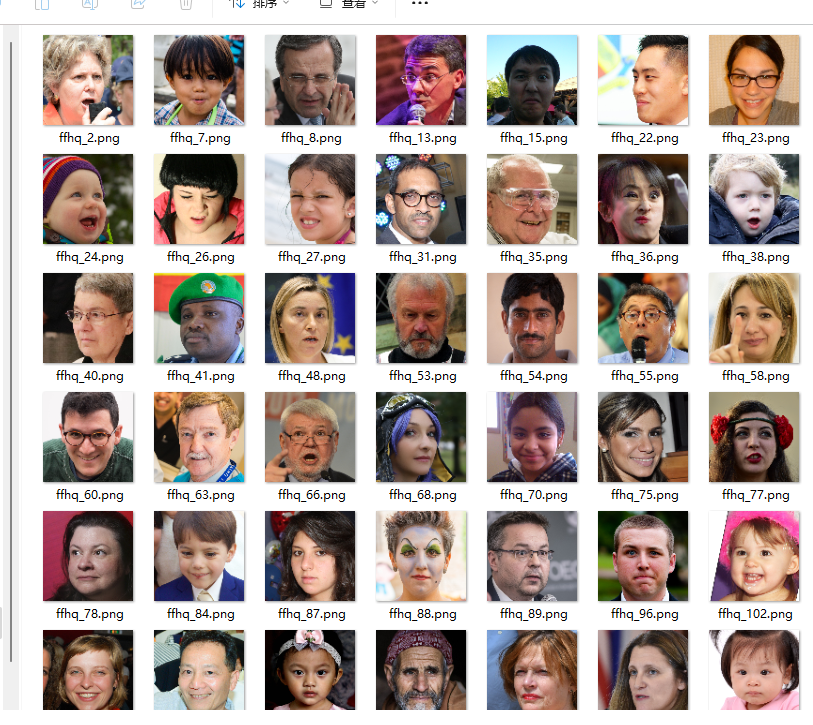 排序 查看 ...
ffhq_2.png ffhq_7.png ffhq_8.png ffhq_13.png ffhq_15.png ffhq_22.png ffhq_23.png
ffhq_24.png ffhq_26.png ffhq_27.png ffhq_31.png ffhq_35.png ffhq_36.png ffhq_38.png
ffhq_40.png ffhq_41.png ffhq_48.png ffhq_53.png ffhq_54.png ffhq_55.png ffhq_58.png
ffhq_60.png ffhq_63.png ffhq_66.png ffhq_68.png ffhq_70.png ffhq_75.png ffhq_77.png
ffhq_78.png ffhq_84.png ffhq_87.png ffhq_88.png ffhq_89.png ffhq_96.png ffhq_102.png